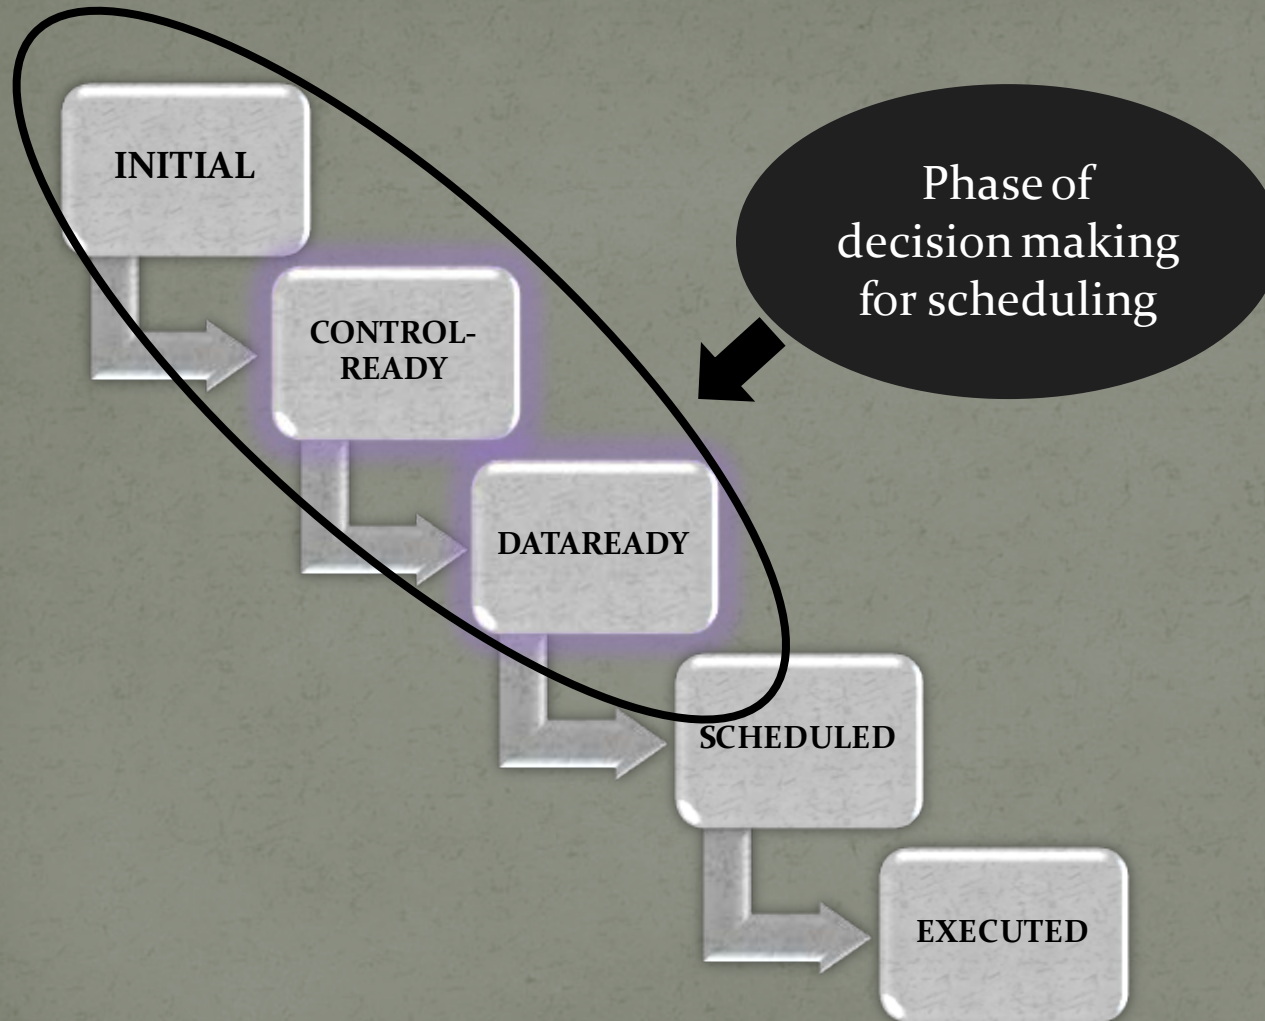 INITIAL
Phase of
decision making
for scheduling
CONTROL-
READY
DATAREADY
SCHEDULED
EXECUTED